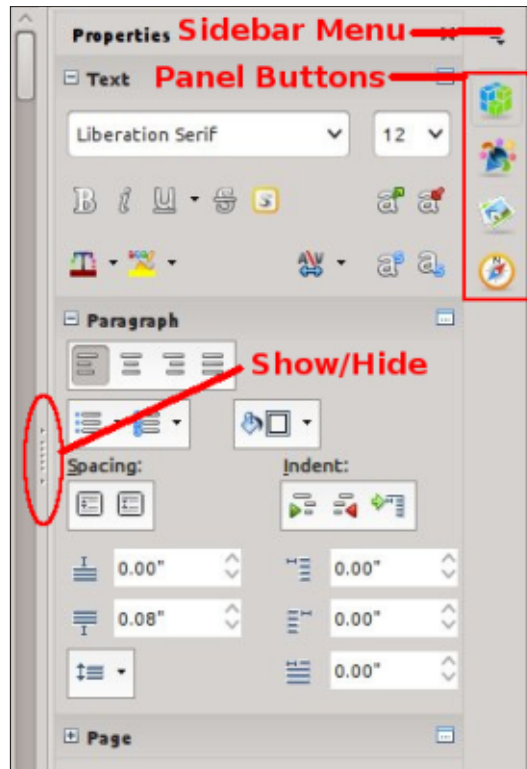 Properties Sidebar Menu
Text Panel Buttons
Liberation Serif 12
Paragraph
Show/Hide
Spacing: Indent:
0.00" 0.00"
0.08" 0.00"
0.00"
Page